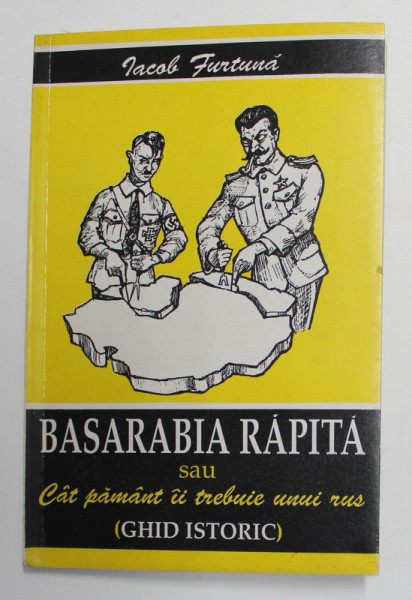 Iacob Furtună
BASARABIA RĂPITĂ
sau
Cât pământ îi trebuie unui rus
(GHID ISTORIC)